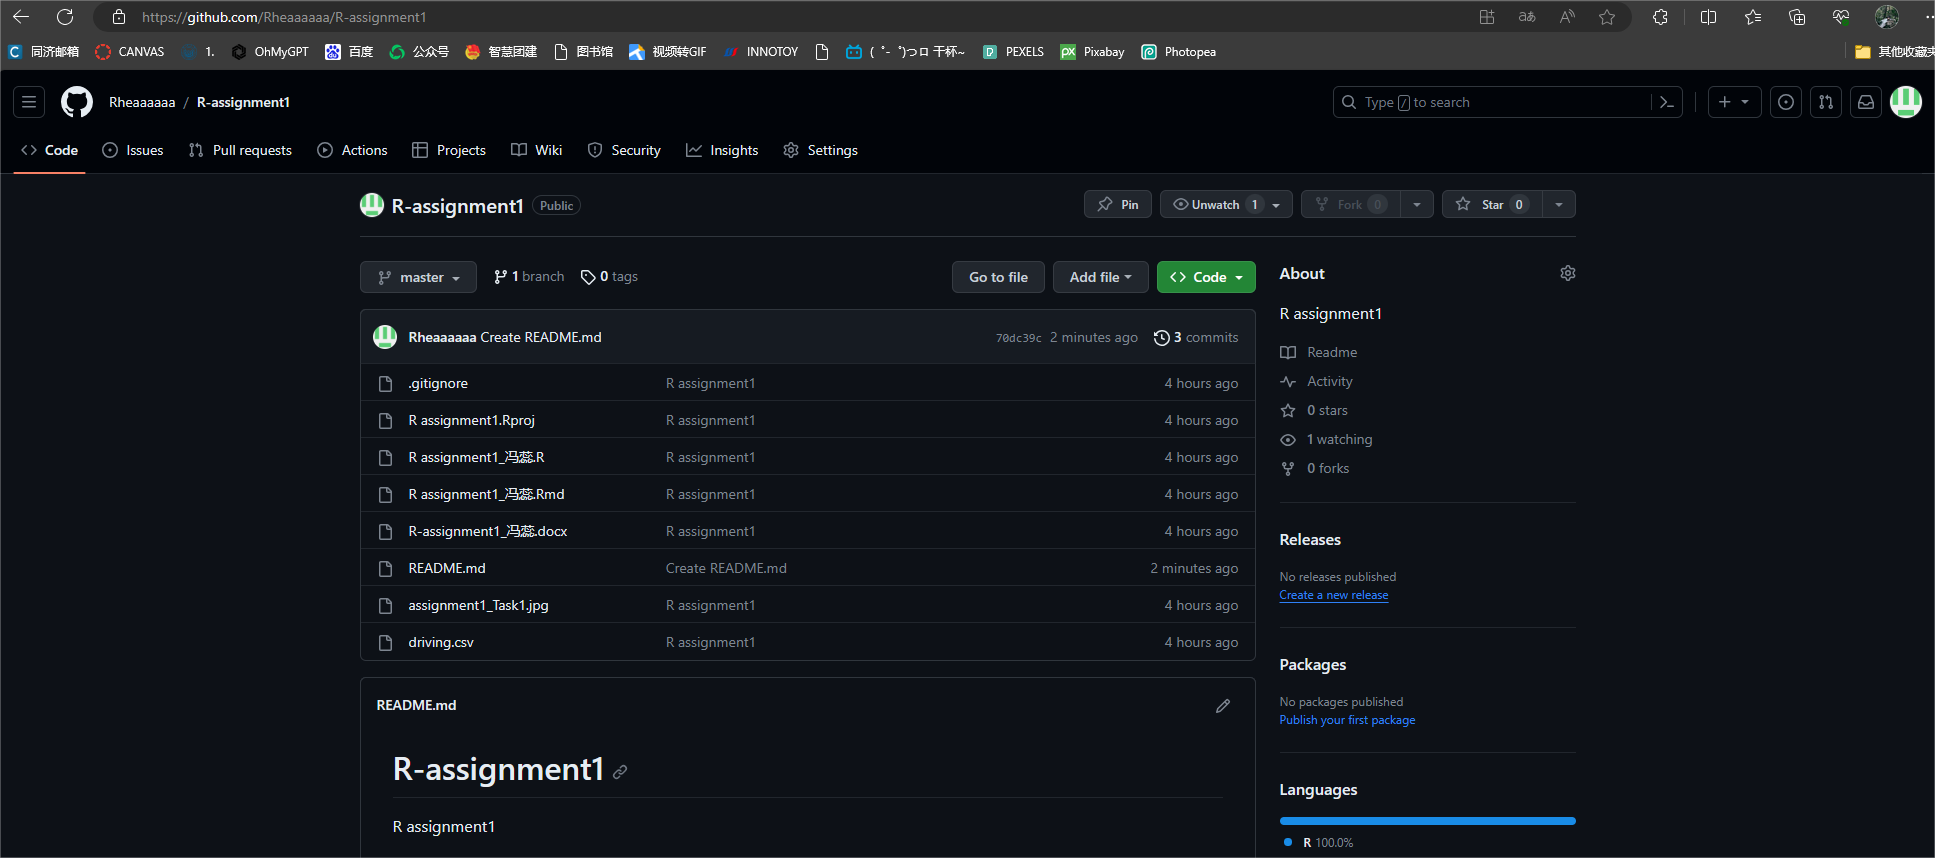 https://github.com/Rheaaaaaa/R-assignment1
同济邮箱 CANVAS 1. OhMyGPT 百度 公众号 智慧团建 图书馆 视频转GIF INNOTOY ( ゜- ゜)つロ 干杯~ PEXELS Pixabay Photopea 其他收藏夹
Rheaaaaaa / R-assignment1 Type / to search
Code Issues Pull requests Actions Projects Wiki Security Insights Settings
R-assignment1 Public Pin Unwatch 1 Fork 0 Star 0
master 1 branch 0 tags Go to file Add file Code
About
R assignment1
Rheaaaaaa Create README.md 70dc39c 2 minutes ago 3 commits
.gitignore R assignment1 4 hours ago
R assignment1.Rproj R assignment1 4 hours ago
R assignment1_冯蕊.R R assignment1 4 hours ago
R assignment1_冯蕊.Rmd R assignment1 4 hours ago
R-assignment1_冯蕊.docx R assignment1 4 hours ago
README.md Create README.md 2 minutes ago
assignment1_Task1.jpg R assignment1 4 hours ago
driving.csv R assignment1 4 hours ago
Readme
Activity
0 stars
1 watching
0 forks
Releases
No releases published
Create a new release
Packages
No packages published
Publish your first package
Languages
R 100.0%
README.md
R-assignment1
R assignment1